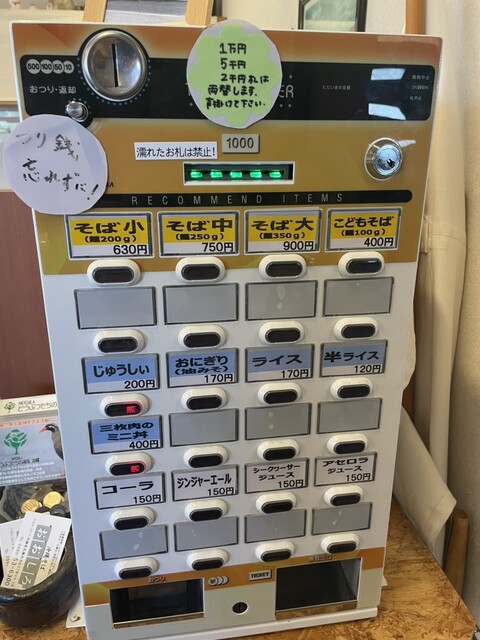 500 100 50 10
おつり・返却
1万円
5千円
2千円札は
両替します。
声掛けて下さい。
つり銭
忘れずに!
濡れたお札は禁止!
1000
RECOMMEND ITEMS
そば小
(麺200g)
630円
そば中
(麺250g)
750円
そば大
(麺350g)
900円
こどもそば
(麺100g)
400円
じゅうしぃ
200円
おにぎり
(油みそ)
170円
ライス
170円
半ライス
120円
三枚肉の
ミニ丼
400円
コーラ
150円
ジンジャーエール
150円
シークヮーサー
ジュース
150円
アセロラ
ジュース
150円
おつり
TICKET